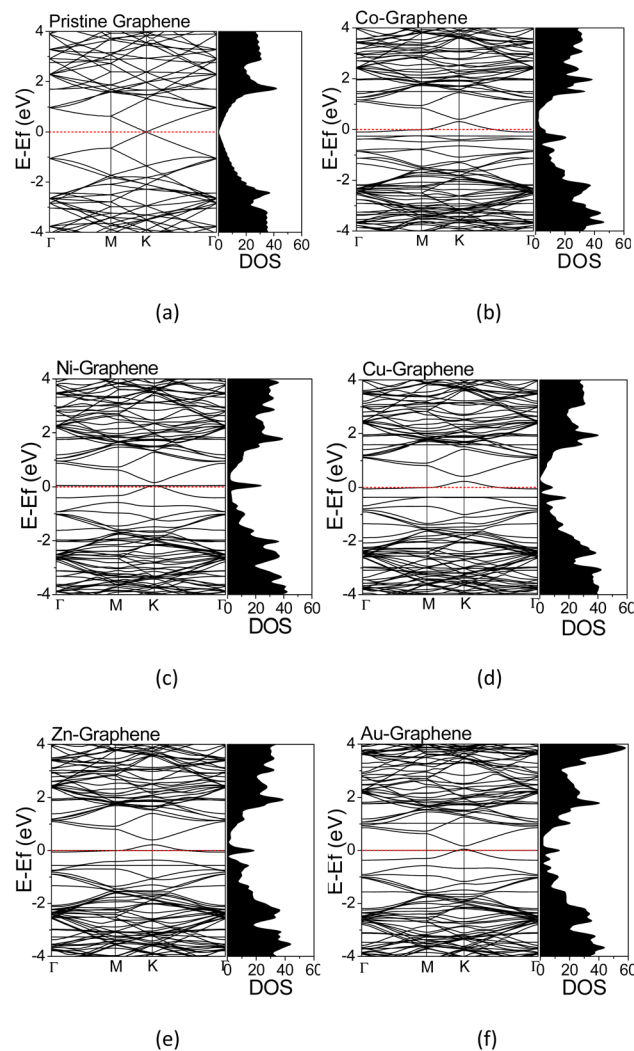 Pristine Graphene
4
2
0
-2
-4
E-Ef (eV)
Γ M K Γ
0 20 40 60
DOS
(a)
Co-Graphene
4
2
0
-2
-4
E-Ef (eV)
Γ M K Γ
0 20 40 60
DOS
(b)
Ni-Graphene
4
2
0
-2
-4
E-Ef (eV)
Γ M K Γ
0 20 40 60
DOS
(c)
Cu-Graphene
4
2
0
-2
-4
E-Ef (eV)
Γ M K Γ
0 20 40 60
DOS
(d)
Zn-Graphene
4
2
0
-2
-4
E-Ef (eV)
Γ M K Γ
0 20 40 60
DOS
(e)
Au-Graphene
4
2
0
-2
-4
E-Ef (eV)
Γ M K Γ
0 20 40 60
DOS
(f)